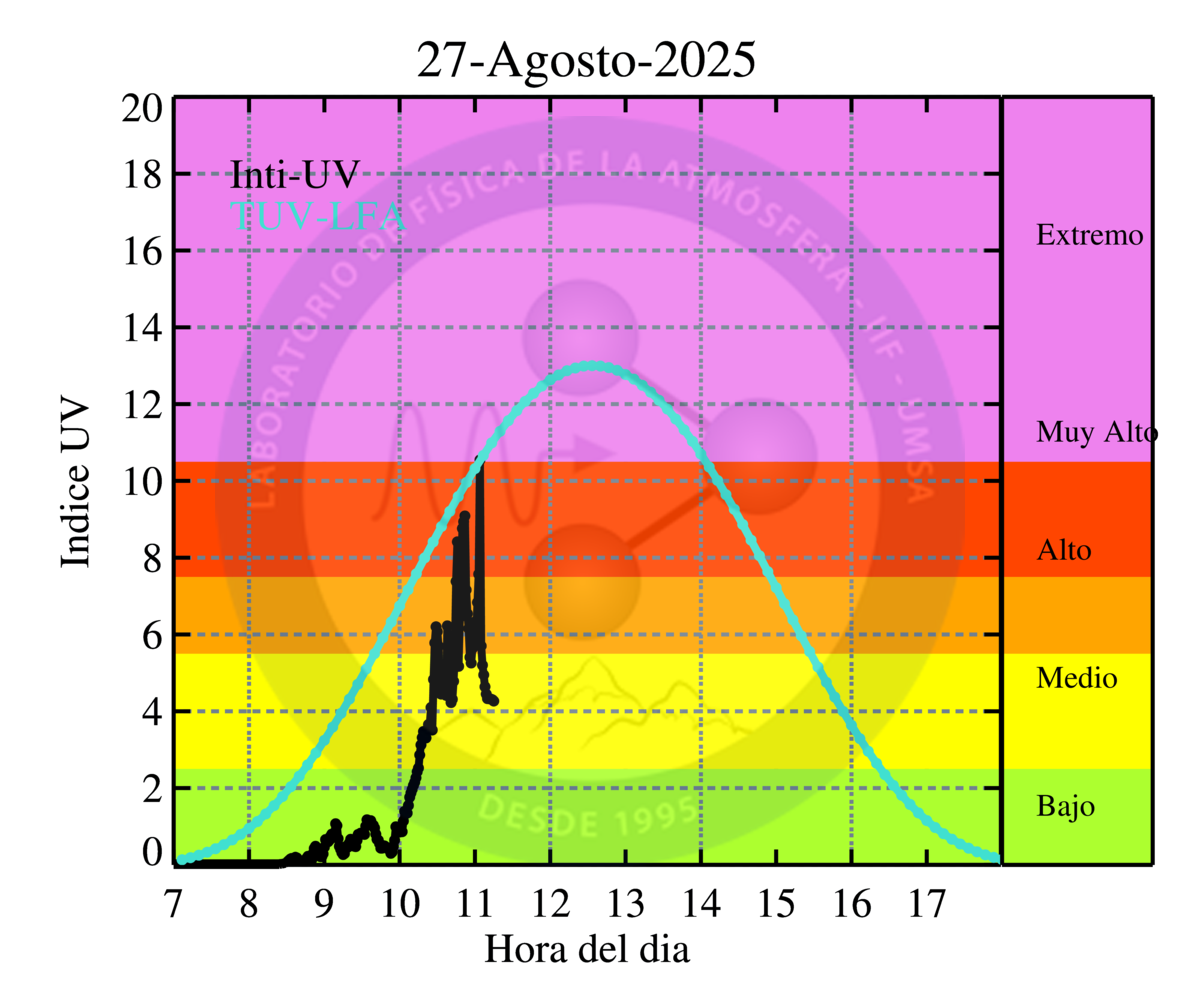 27-Agosto-2025
20
18
16
14
12
10
8
6
4
2
0
Indice UV
Inti-UV
TUV-LFA
LABORATORIO DE FÍSICA DE LA ATMÓSFERA - IIF - UMSA
DESDE 1995
Extremo
Muy Alto
Alto
Medio
Bajo
7 8 9 10 11 12 13 14 15 16 17
Hora del dia